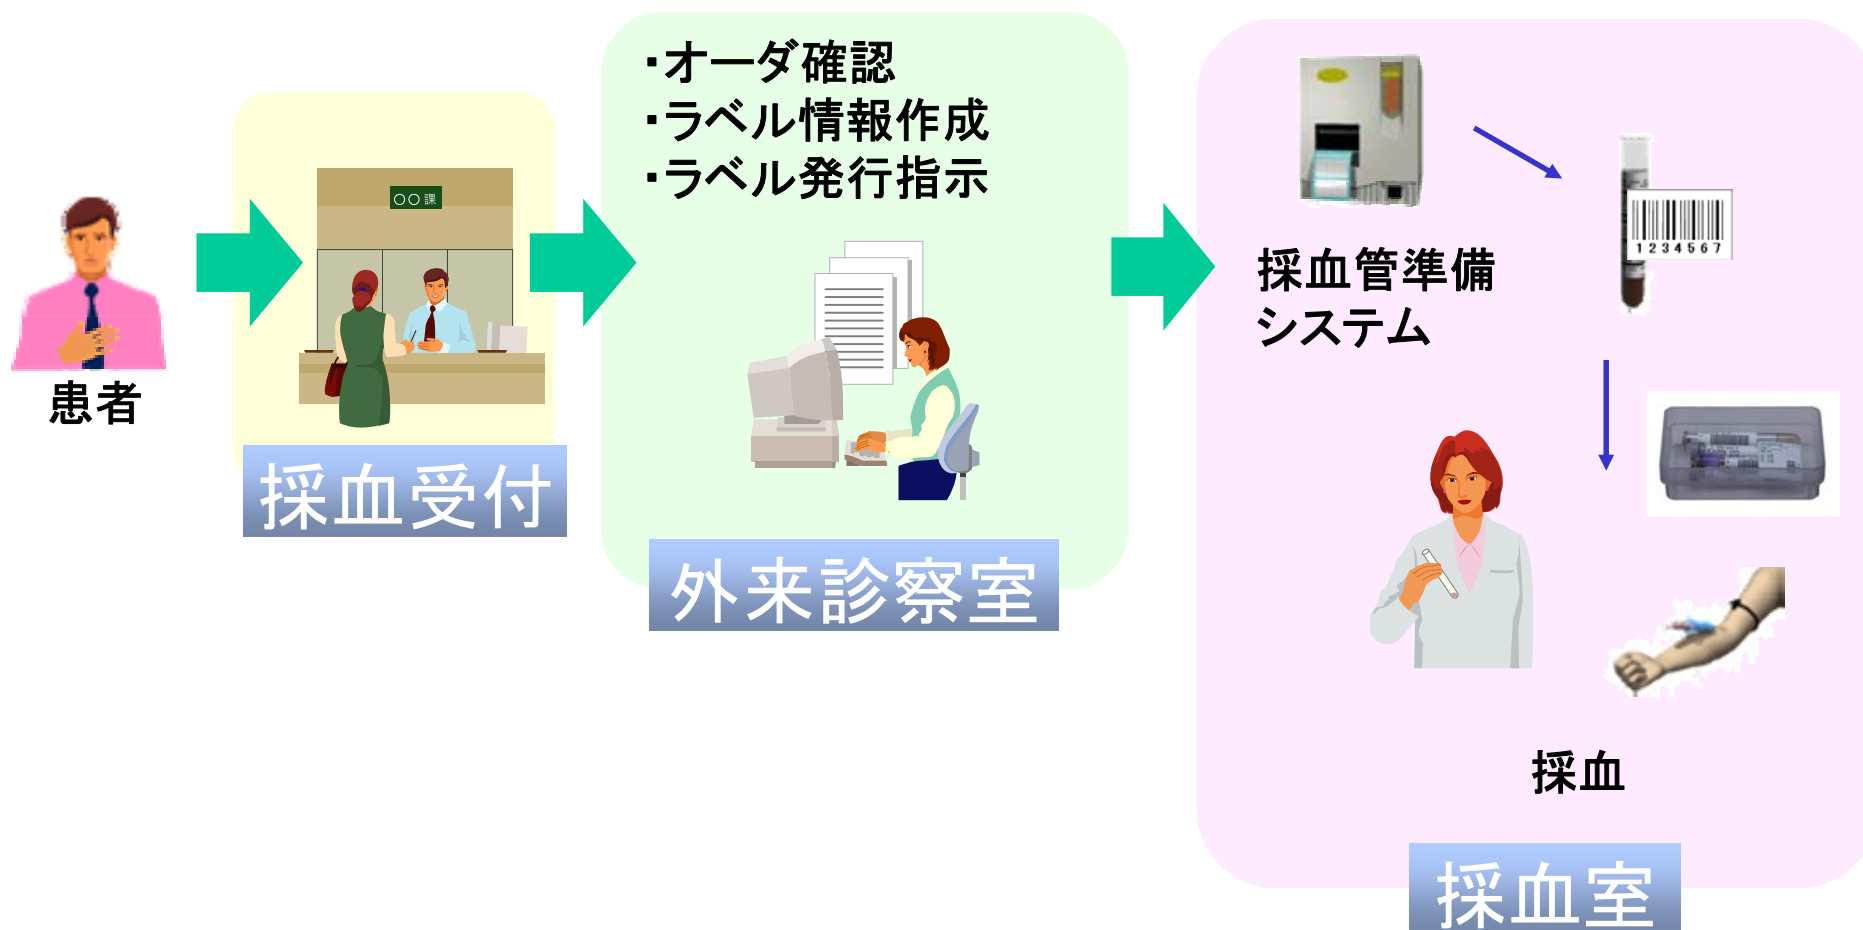 患者
○○課
採血受付
・オーダ確認
・ラベル情報作成
・ラベル発行指示
外来診察室
採血管準備
システム
1234567
採血
採血室